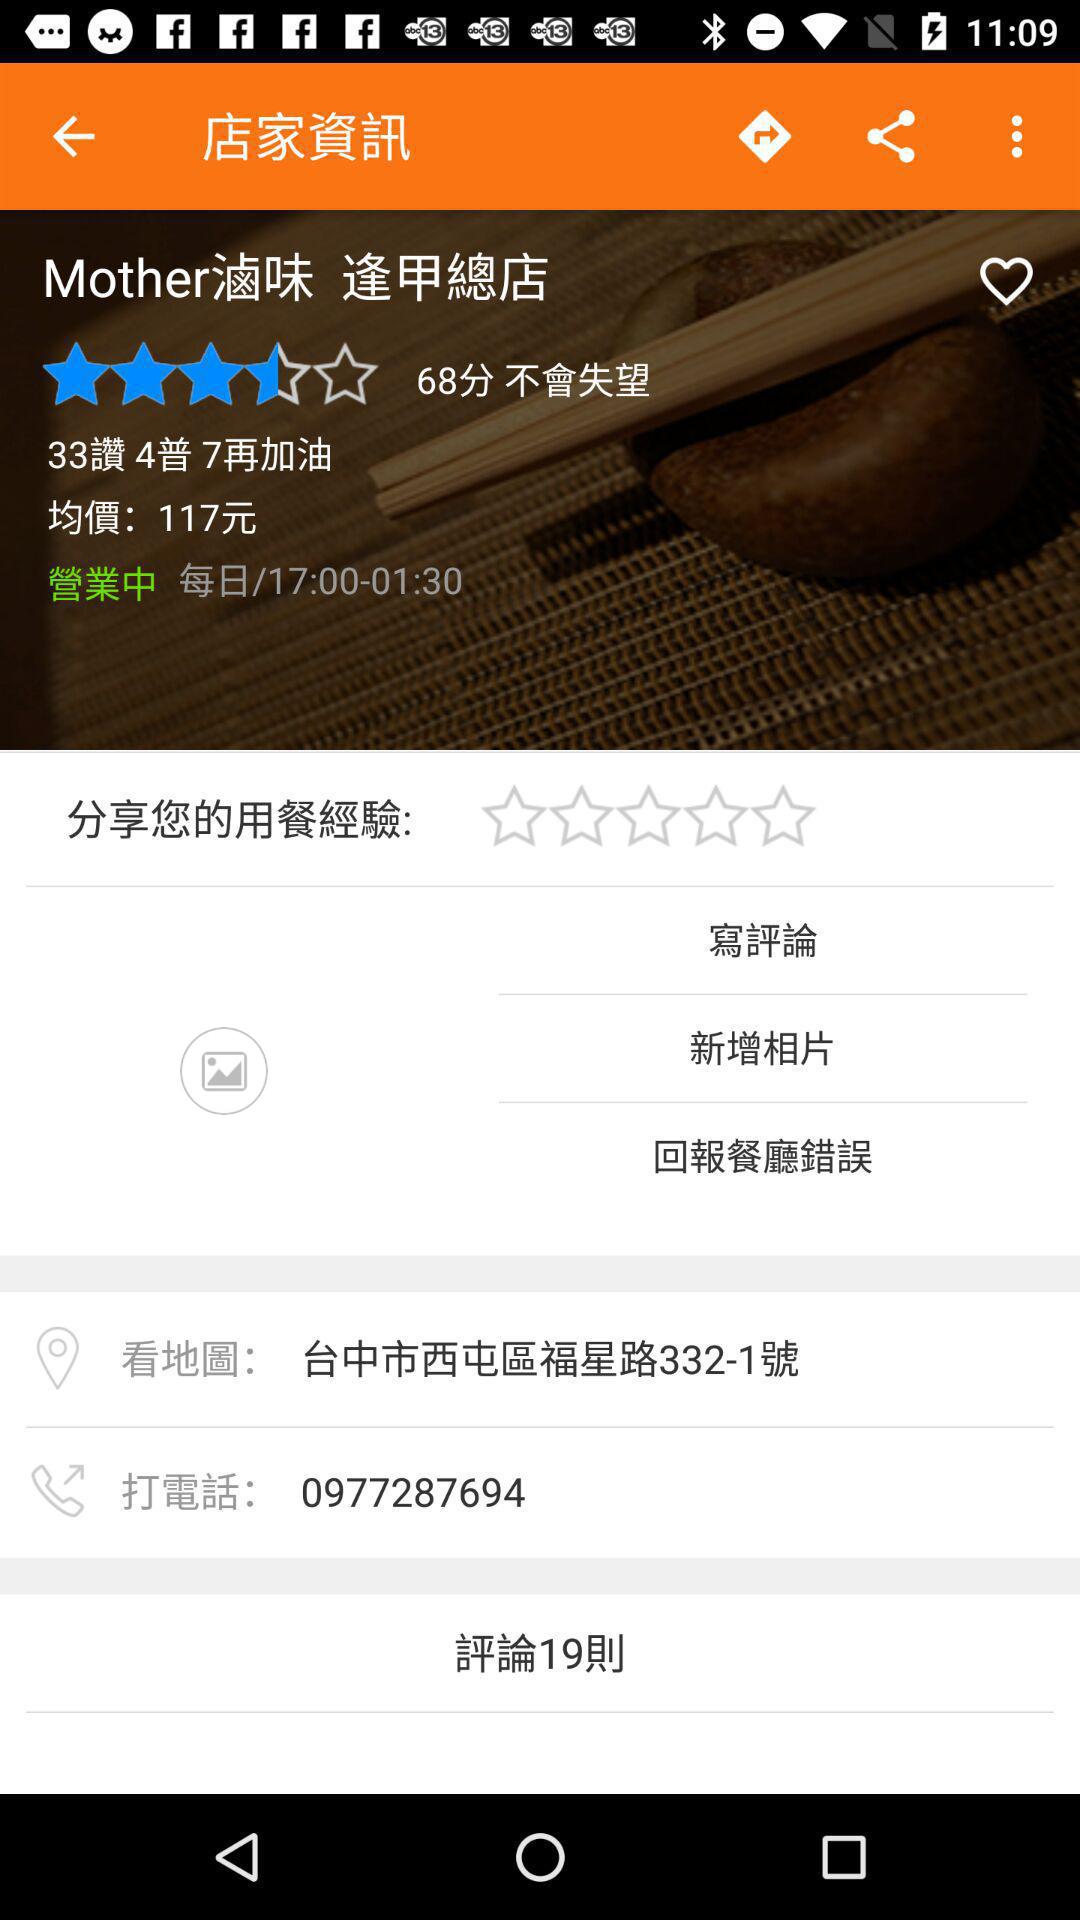 abc13 abc13 abc13 abc13 11:09
店家資訊
Mother滷味 逢甲總店
68分 不會失望
33讚 4普 7再加油
均價：117元
營業中 每日/17:00-01:30
分享您的用餐經驗:
寫評論
新增相片
回報餐廳錯誤
看地圖： 台中市西屯區福星路332-1號
打電話： 0977287694
評論19則